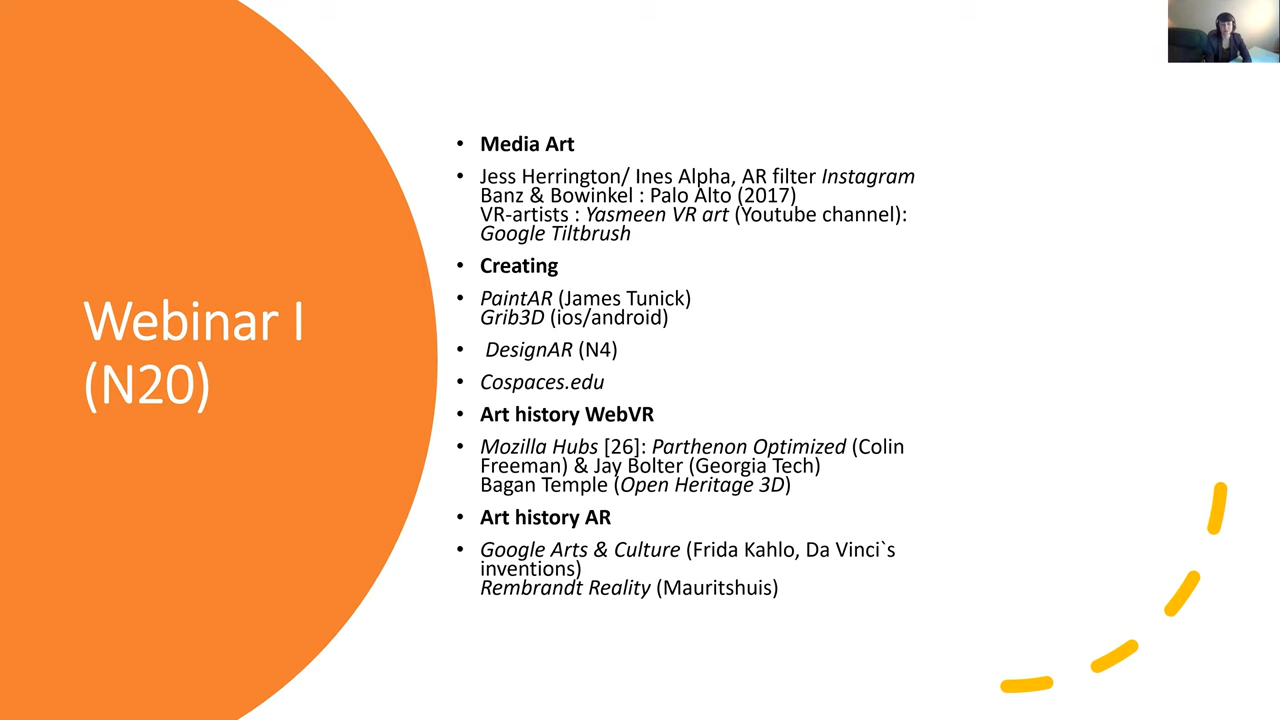 Webinar I
(N20)
• Media Art
• Jess Herrington/ Ines Alpha, AR filter Instagram
Banz & Bowinkel : Palo Alto (2017)
VR-artists : Yasmeen VR art (Youtube channel):
Google Tiltbrush
• Creating
• PaintAR (James Tunick)
Grib3D (ios/android)
• DesignAR (N4)
• Cospaces.edu
• Art history WebVR
• Mozilla Hubs [26]: Parthenon Optimized (Colin
Freeman) & Jay Bolter (Georgia Tech)
Bagan Temple (Open Heritage 3D)
• Art history AR
• Google Arts & Culture (Frida Kahlo, Da Vinci`s
inventions)
Rembrandt Reality (Mauritshuis)